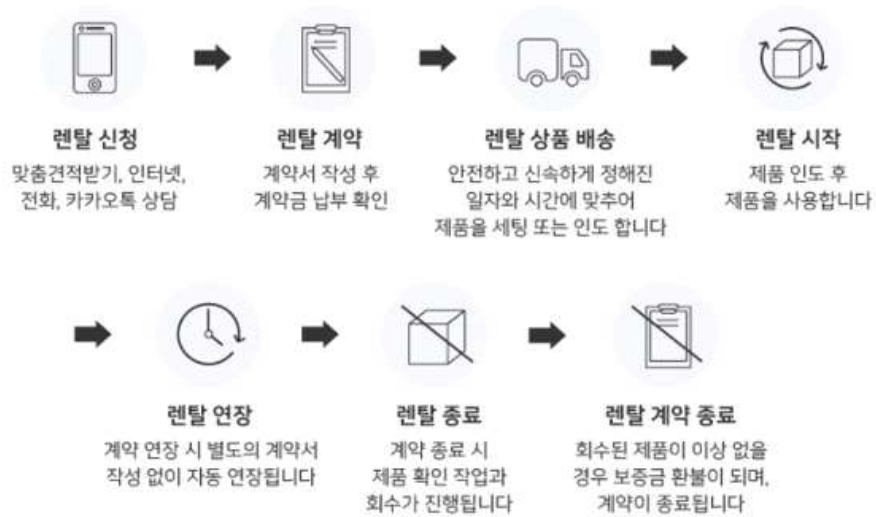 렌탈 신청
맞춤견적받기, 인터넷,
전화, 카카오톡 상담
렌탈 계약
계약서 작성 후
계약금 납부 확인
렌탈 상품 배송
안전하고 신속하게 정해진
일자와 시간에 맞추어
제품을 세팅 또는 인도 합니다
렌탈 시작
제품 인도 후
제품을 사용합니다
렌탈 연장
계약 연장 시 별도의 계약서
작성 없이 자동 연장됩니다
렌탈 종료
계약 종료 시
제품 확인 작업과
회수가 진행됩니다
렌탈 계약 종료
회수된 제품이 이상 없을
경우 보증금 환불이 되며,
계약이 종료됩니다